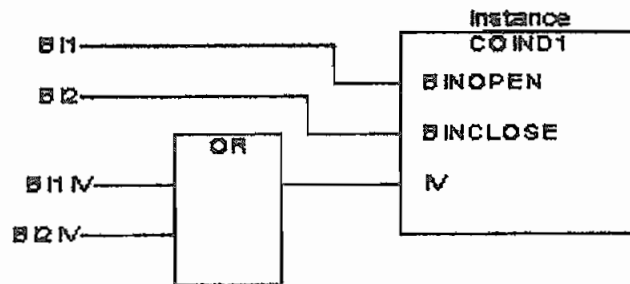 Instance
COIND1
BI1
BINOPEN
BI2
BINCLOSE
OR
BI1 IV
IV
BI2 IV